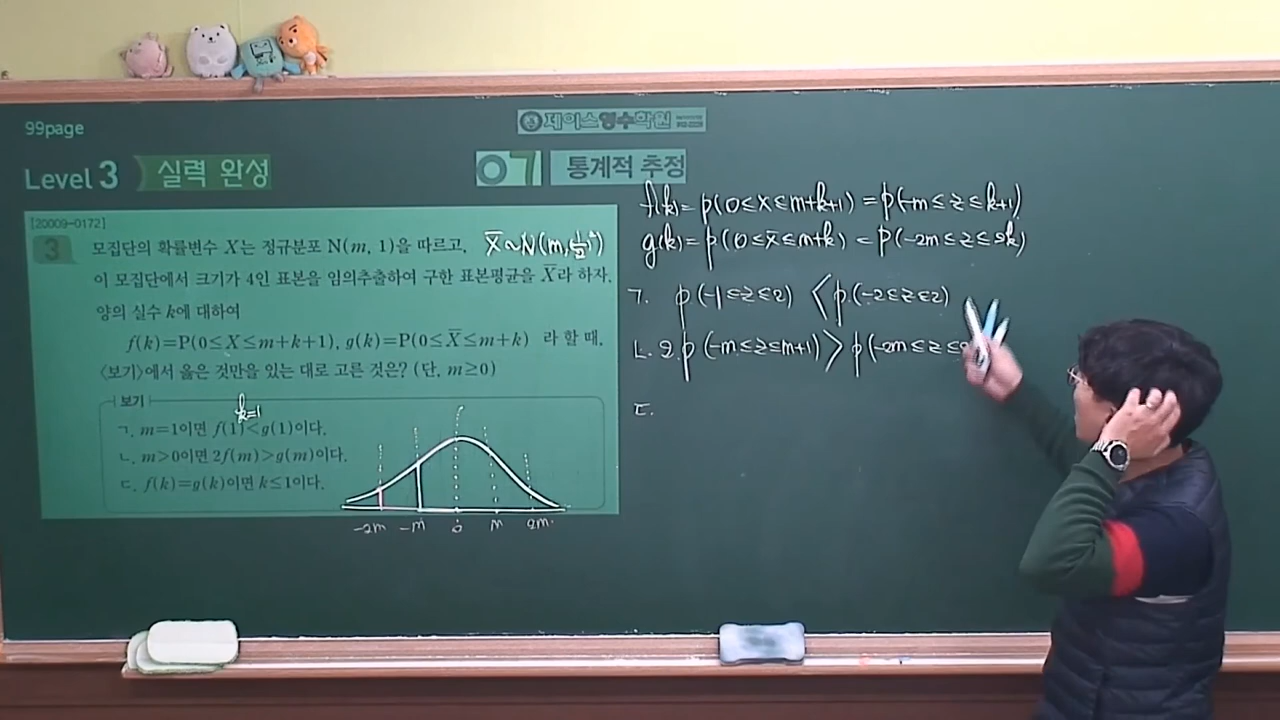 99page
제이스영수학원
Level 3 실력 완성
07 통계적 추정
[20009-0172]
3 모집단의 확률변수 X는 정규분포 N(m, 1)을 따르고, X̄~N(m,(1/2)²)
이 모집단에서 크기가 4인 표본을 임의추출하여 구한 표본평균을 X̄라 하자.
양의 실수 k에 대하여
f(k)=P(0≤X≤m+k+1), g(k)=P(0≤X̄≤m+k) 라 할 때,
〈보기〉에서 옳은 것만을 있는 대로 고른 것은? (단, m≥0)
보기
k=1
ㄱ. m=1이면 f(1)<g(1)이다.
ㄴ. m>0이면 2f(m)>g(m)이다.
ㄷ. f(k)=g(k)이면 k≤1이다.
-2m -m 0 m 2m
f(k)=P(0≤X≤m+k+1)=P(-m≤Z≤k+1)
g(k)=P(0≤X̄≤m+k)=P(-2m≤Z≤2k)
ㄱ. P(-1≤Z≤2) < P(-2≤Z≤2)
ㄴ. 2P(-m≤Z≤m+1) > P(-2m≤Z≤
ㄷ.